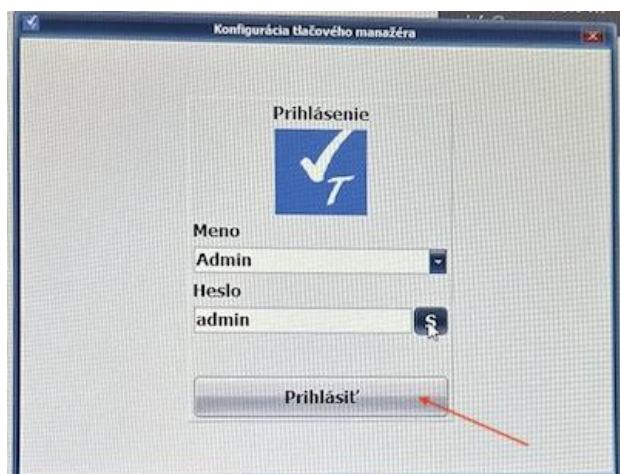 Konfigurácia tlačového manažéra
Prihlásenie
T
Meno
Admin
Heslo
admin
S
Prihlásiť